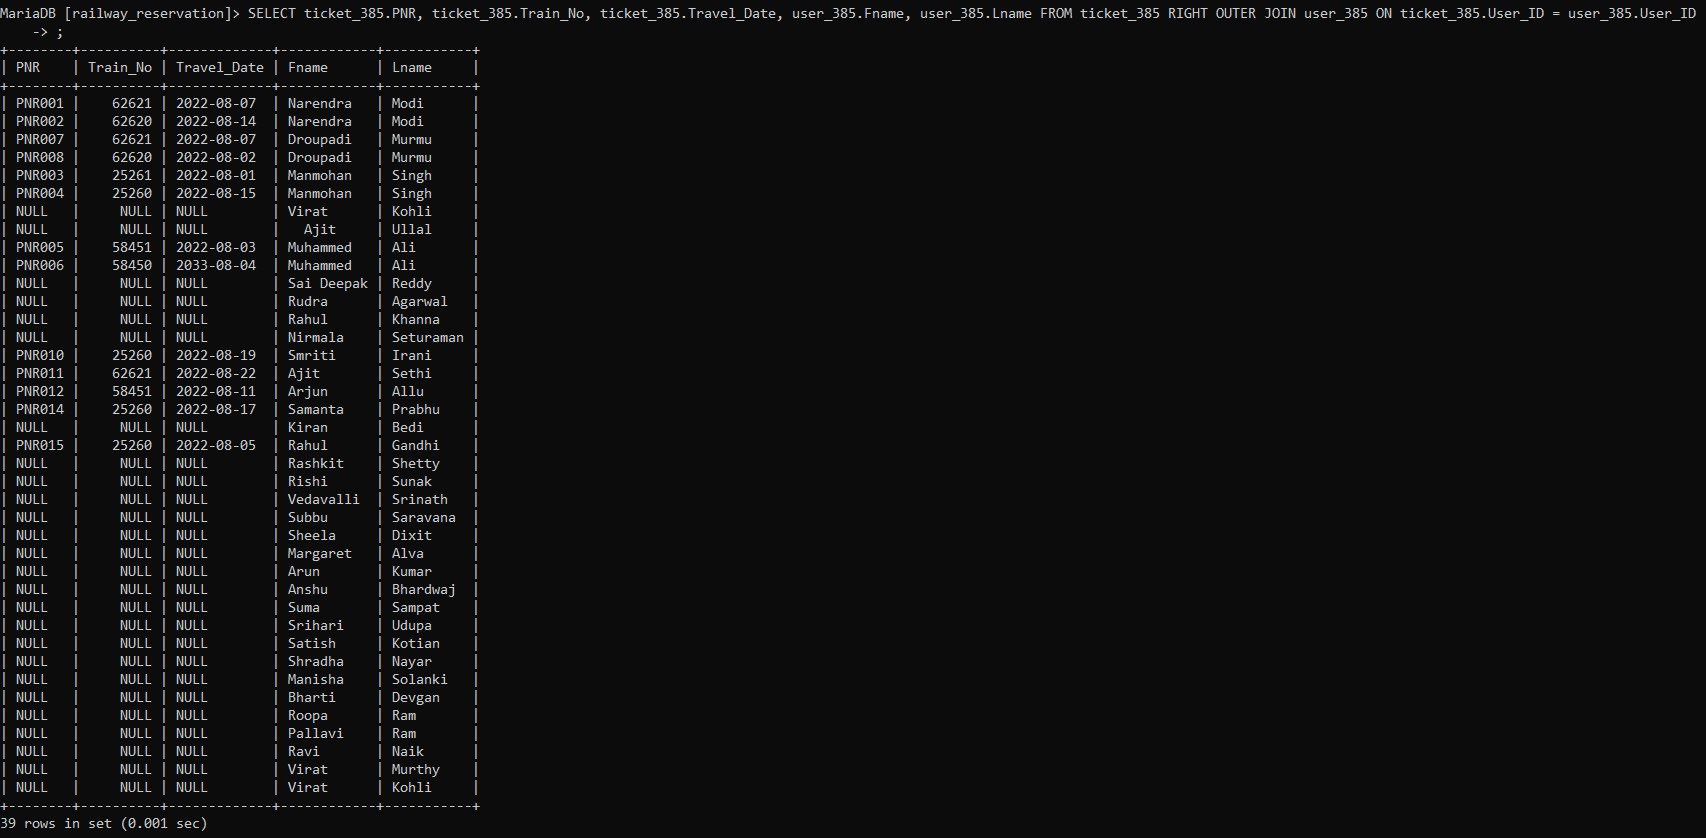 MariaDB [railway_reservation]> SELECT ticket_385.PNR, ticket_385.Train_No, ticket_385.Travel_Date, user_385.Fname, user_385.Lname FROM ticket_385 RIGHT OUTER JOIN user_385 ON ticket_385.User_ID = user_385.User_ID
    -> ;
+--------+----------+-------------+------------+-----------+
| PNR    | Train_No | Travel_Date | Fname      | Lname     |
+--------+----------+-------------+------------+-----------+
| PNR001 |    62621 | 2022-08-07  | Narendra   | Modi      |
| PNR002 |    62620 | 2022-08-14  | Narendra   | Modi      |
| PNR007 |    62621 | 2022-08-07  | Droupadi   | Murmu     |
| PNR008 |    62620 | 2022-08-02  | Droupadi   | Murmu     |
| PNR003 |    25261 | 2022-08-01  | Manmohan   | Singh     |
| PNR004 |    25260 | 2022-08-15  | Manmohan   | Singh     |
| NULL   |     NULL | NULL        | Virat      | Kohli     |
| NULL   |     NULL | NULL        |   Ajit     | Ullal     |
| PNR005 |    58451 | 2022-08-03  | Muhammed   | Ali       |
| PNR006 |    58450 | 2033-08-04  | Muhammed   | Ali       |
| NULL   |     NULL | NULL        | Sai Deepak | Reddy     |
| NULL   |     NULL | NULL        | Rudra      | Agarwal   |
| NULL   |     NULL | NULL        | Rahul      | Khanna    |
| NULL   |     NULL | NULL        | Nirmala    | Seturaman |
| PNR010 |    25260 | 2022-08-19  | Smriti     | Irani     |
| PNR011 |    62621 | 2022-08-22  | Ajit       | Sethi     |
| PNR012 |    58451 | 2022-08-11  | Arjun      | Allu      |
| PNR014 |    25260 | 2022-08-17  | Samanta    | Prabhu    |
| NULL   |     NULL | NULL        | Kiran      | Bedi      |
| PNR015 |    25260 | 2022-08-05  | Rahul      | Gandhi    |
| NULL   |     NULL | NULL        | Rashkit    | Shetty    |
| NULL   |     NULL | NULL        | Rishi      | Sunak     |
| NULL   |     NULL | NULL        | Vedavalli  | Srinath   |
| NULL   |     NULL | NULL        | Subbu      | Saravana  |
| NULL   |     NULL | NULL        | Sheela     | Dixit     |
| NULL   |     NULL | NULL        | Margaret   | Alva      |
| NULL   |     NULL | NULL        | Arun       | Kumar     |
| NULL   |     NULL | NULL        | Anshu      | Bhardwaj  |
| NULL   |     NULL | NULL        | Suma       | Sampat    |
| NULL   |     NULL | NULL        | Srihari    | Udupa     |
| NULL   |     NULL | NULL        | Satish     | Kotian    |
| NULL   |     NULL | NULL        | Shradha    | Nayar     |
| NULL   |     NULL | NULL        | Manisha    | Solanki   |
| NULL   |     NULL | NULL        | Bharti     | Devgan    |
| NULL   |     NULL | NULL        | Roopa      | Ram       |
| NULL   |     NULL | NULL        | Pallavi    | Ram       |
| NULL   |     NULL | NULL        | Ravi       | Naik      |
| NULL   |     NULL | NULL        | Virat      | Murthy    |
| NULL   |     NULL | NULL        | Virat      | Kohli     |
+--------+----------+-------------+------------+-----------+
39 rows in set (0.001 sec)